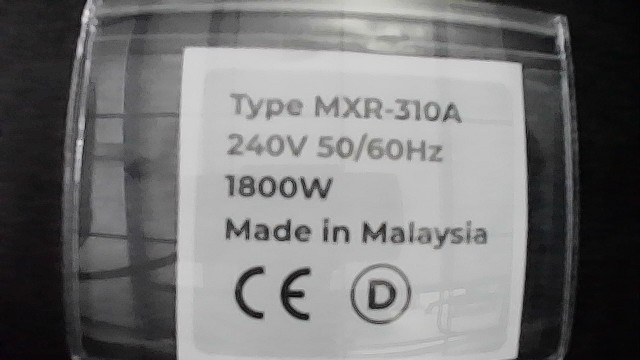 Type MXR-310A
240V 50/60Hz
1800W
Made in Malaysia
CE D